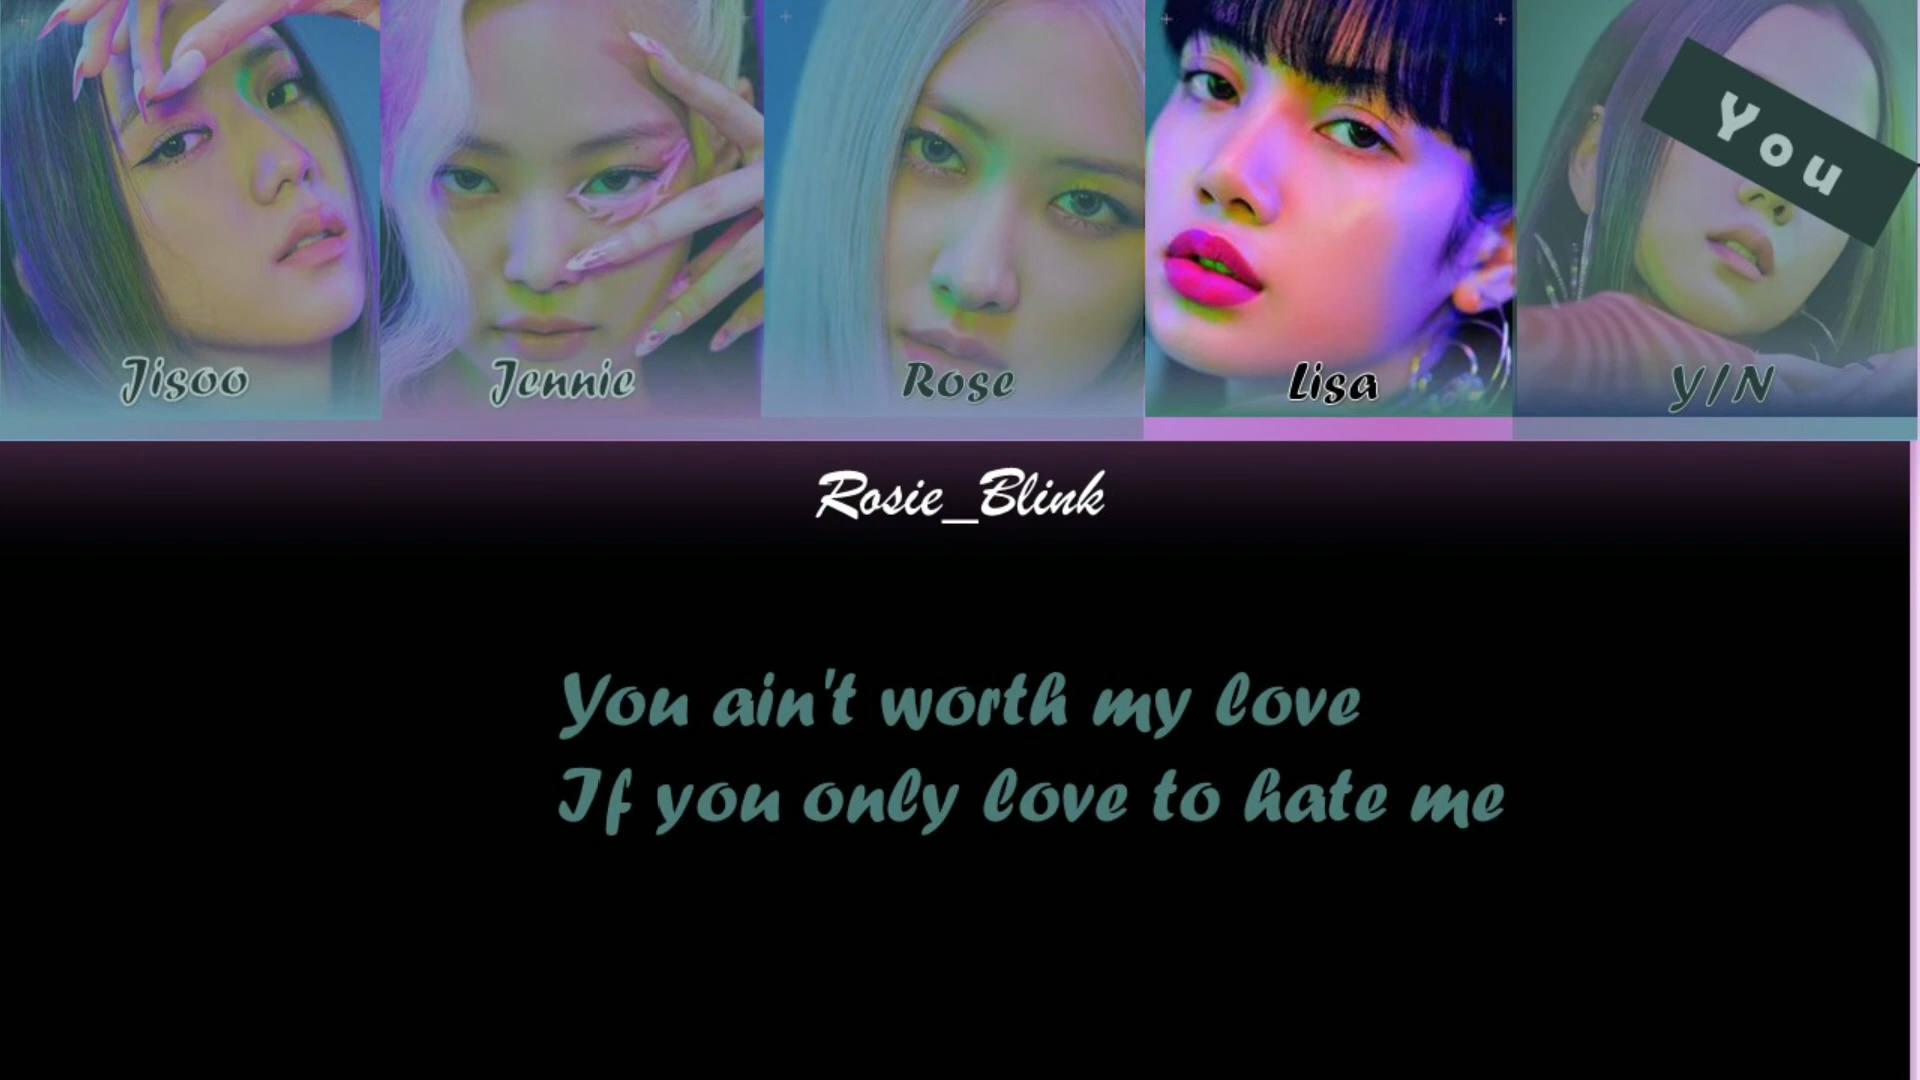 You
Jisoo
Jennie
Rose
Lisa
Y/N
Rosie_Blink
You ain't worth my love
If you only love to hate me